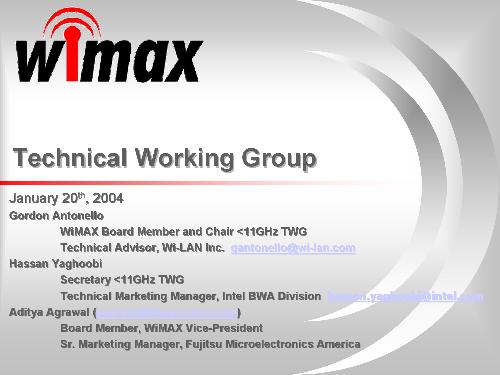 wimax
Technical Working Group
January 20th, 2004
Gordon Antonello
WiMAX Board Member and Chair <11GHz TWG
Technical Advisor, Wi-LAN Inc. gantonello@wi-lan.com
Hassan Yaghoobi
Secretary <11GHz TWG
Technical Marketing Manager, Intel BWA Division hassan.yaghoobi@intel.com
Aditya Agrawal (
Board Member, WiMAX Vice-President
Sr. Marketing Manager, Fujitsu Microelectronics America